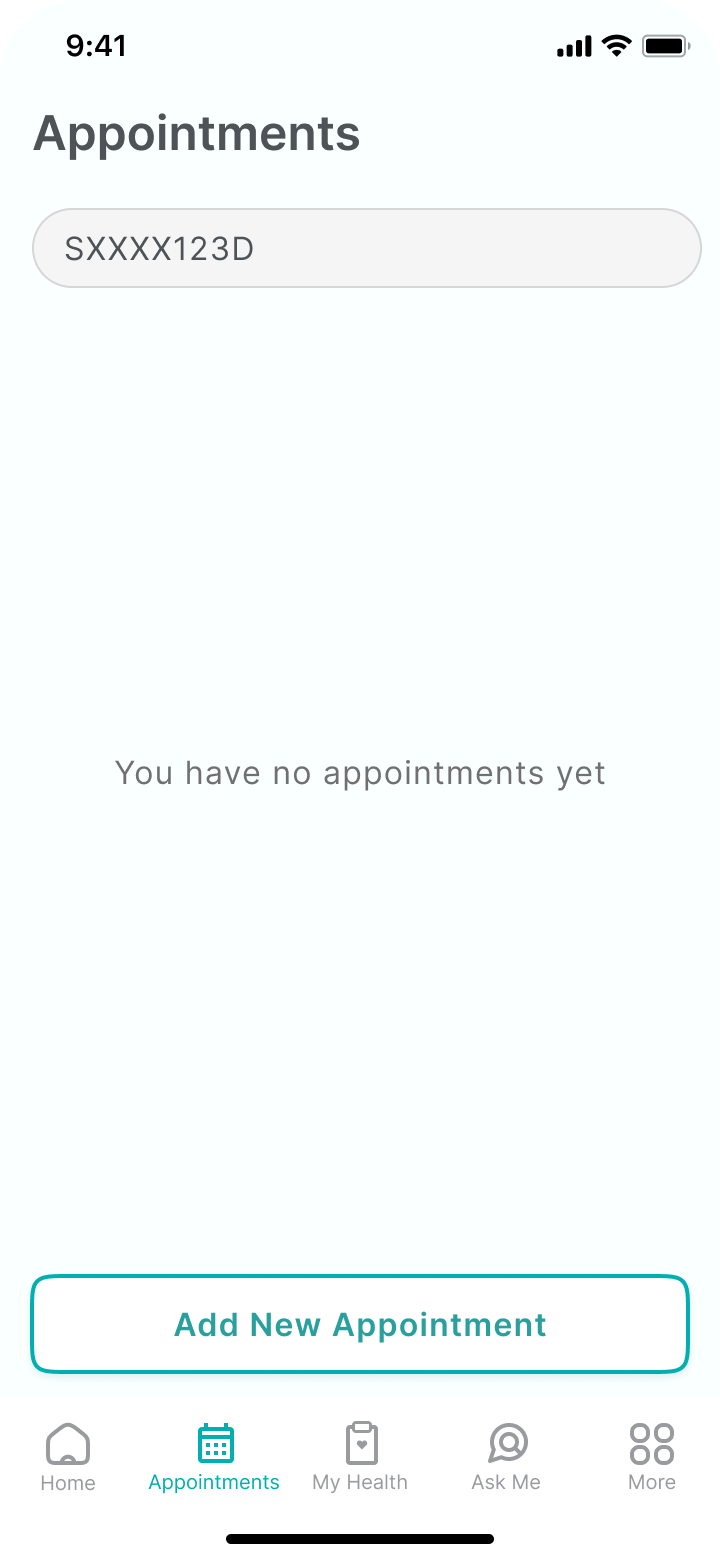 9:41
Appointments
SXXXX123D
You have no appointments yet
Add New Appointment
Home Appointments My Health Ask Me More